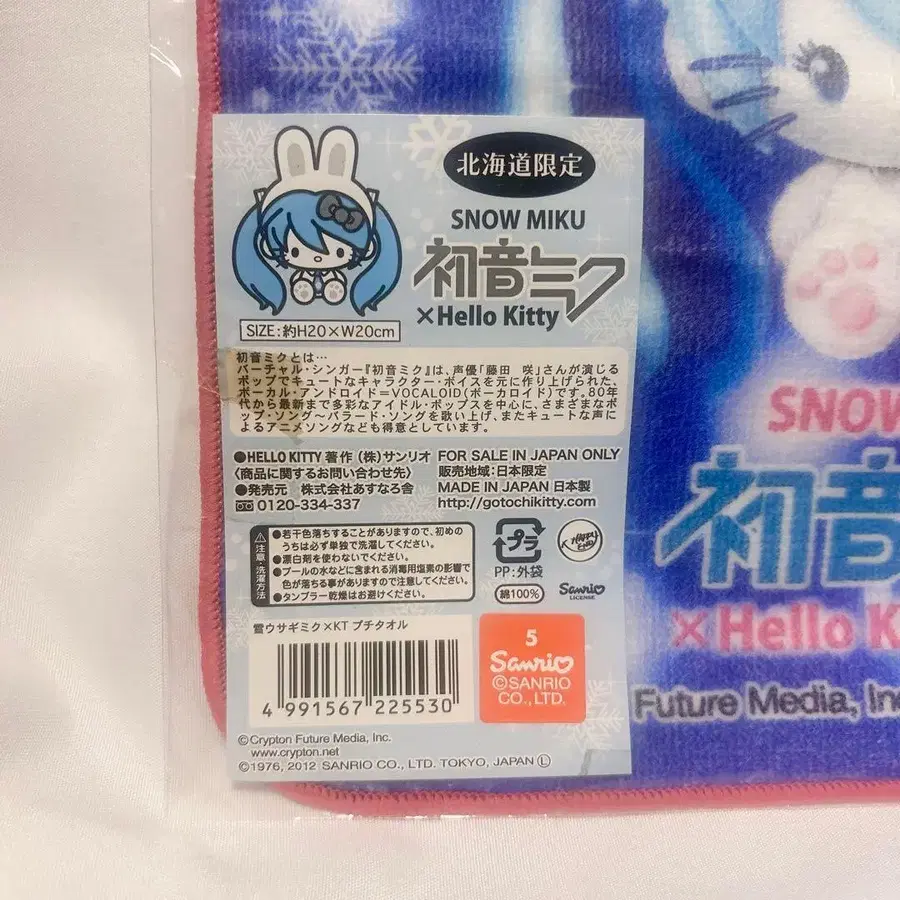 北海道限定
SNOW MIKU
初音ミク
×Hello Kitty
SIZE:約H20×W20cm
初音ミクとは…
バーチャル・シンガー『初音ミク』は、声優「藤田 咲」さんが演じる
ポップでキュートなキャラクター・ボイスを元に作り上げられた、
ボーカル・アンドロイド=VOCALOID(ボーカロイド)です。80年
代から最新まで多彩なアイドル・ポップスを中心に、さまざまなポ
ップ・ソング〜バラード・ソングを歌い上げ、またキュートな声に
よるアニメソングなども得意としています。
●HELLO KITTY 著作 (株)サンリオ
〈商品に関するお問い合わせ先〉
●発売元 株式会社あすなろ舎
0120-334-337
FOR SALE IN JAPAN ONLY
販売地域:日本限定
MADE IN JAPAN 日本製
http://gotochikitty.com
注意・洗濯方法
●若干色落ちすることがありますので、初めの
うちは必ず単独で洗濯してください。
●漂白剤を使わないでください。
●プールの水などに含まれる消毒用塩素の影響で
色が落ちる事がありますので注意してください。
●タンブラー乾燥はお避けください。
プラ
PP:外袋
綿100%
Sanrio
LICENSE
雪ウサギミク×KT プチタオル
4 991567 225530
5
Sanrio
©SANRIO
CO., LTD.
©Crypton Future Media, Inc.
www.crypton.net
©1976, 2012 SANRIO CO., LTD. TOKYO, JAPAN Ⓛ
SNOW
初音
×Hello K
Future Media, Inc